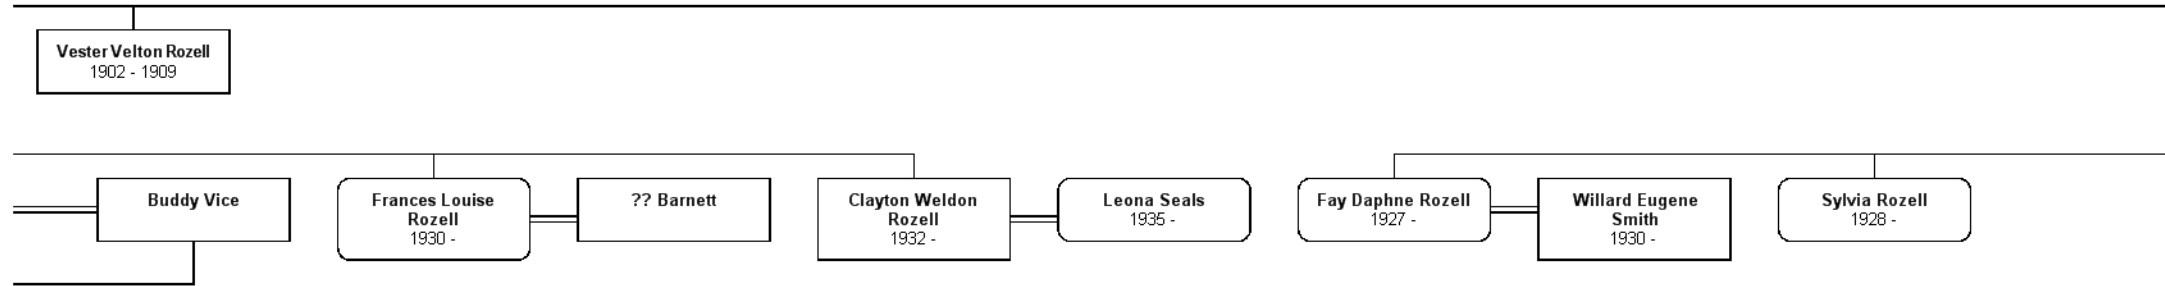 Vester Velton Rozell
1902 - 1909
Buddy Vice
Frances Louise
Rozell
1930 -
?? Barnett
Clayton Weldon
Rozell
1932 -
Leona Seals
1935 -
Fay Daphne Rozell
1927 -
Willard Eugene
Smith
1930 -
Sylvia Rozell
1928 -